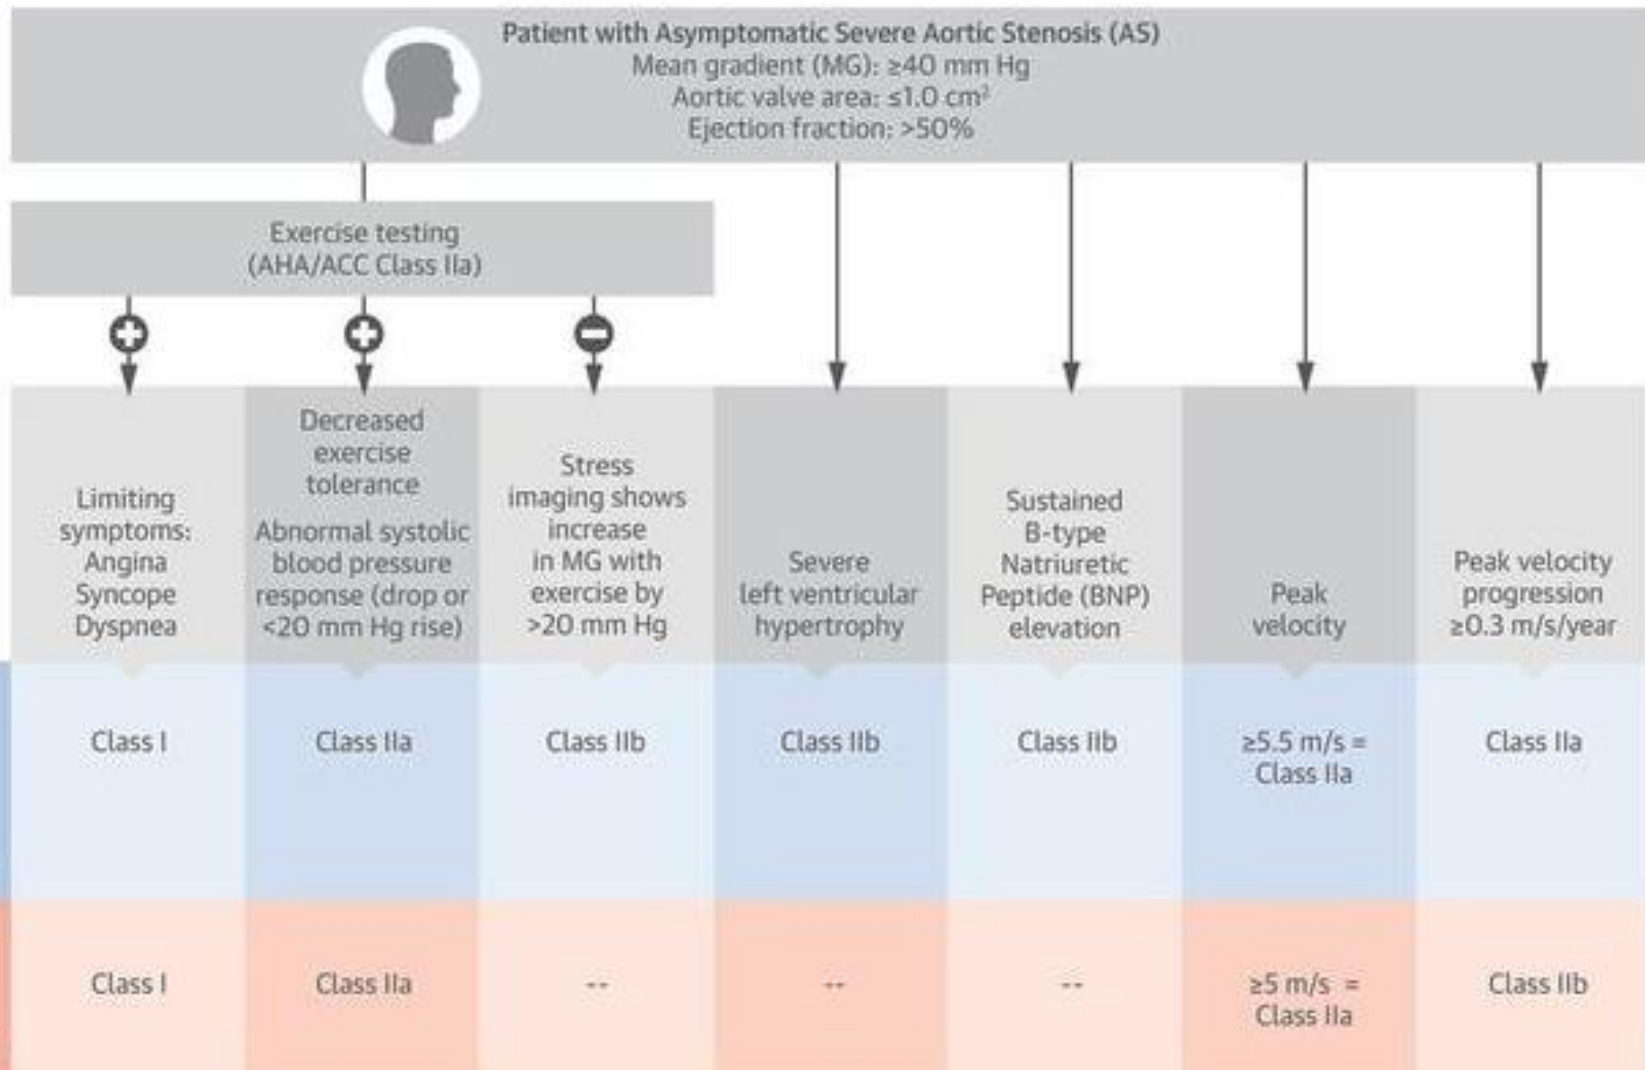 Patient with Asymptomatic Severe Aortic Stenosis (AS)
Mean gradient (MG): ≥40 mm Hg
Aortic valve area: ≤1.0 cm²
Ejection fraction: >50%
Exercise testing
(AHA/ACC Class IIa)
Limiting
symptoms:
Angina
Syncope
Dyspnea
Decreased
exercise
tolerance
Abnormal systolic
blood pressure
response (drop or
<20 mm Hg rise)
Stress
imaging shows
increase
in MG with
exercise by
>20 mm Hg
Severe
left ventricular
hypertrophy
Sustained
B-type
Natriuretic
Peptide (BNP)
elevation
Peak
velocity
Peak velocity
progression
≥0.3 m/s/year
Class I
Class IIa
Class IIb
Class IIb
Class IIb
≥5.5 m/s =
Class IIa
Class IIa
Class I
Class IIa
--
--
--
≥5 m/s =
Class IIa
Class IIb